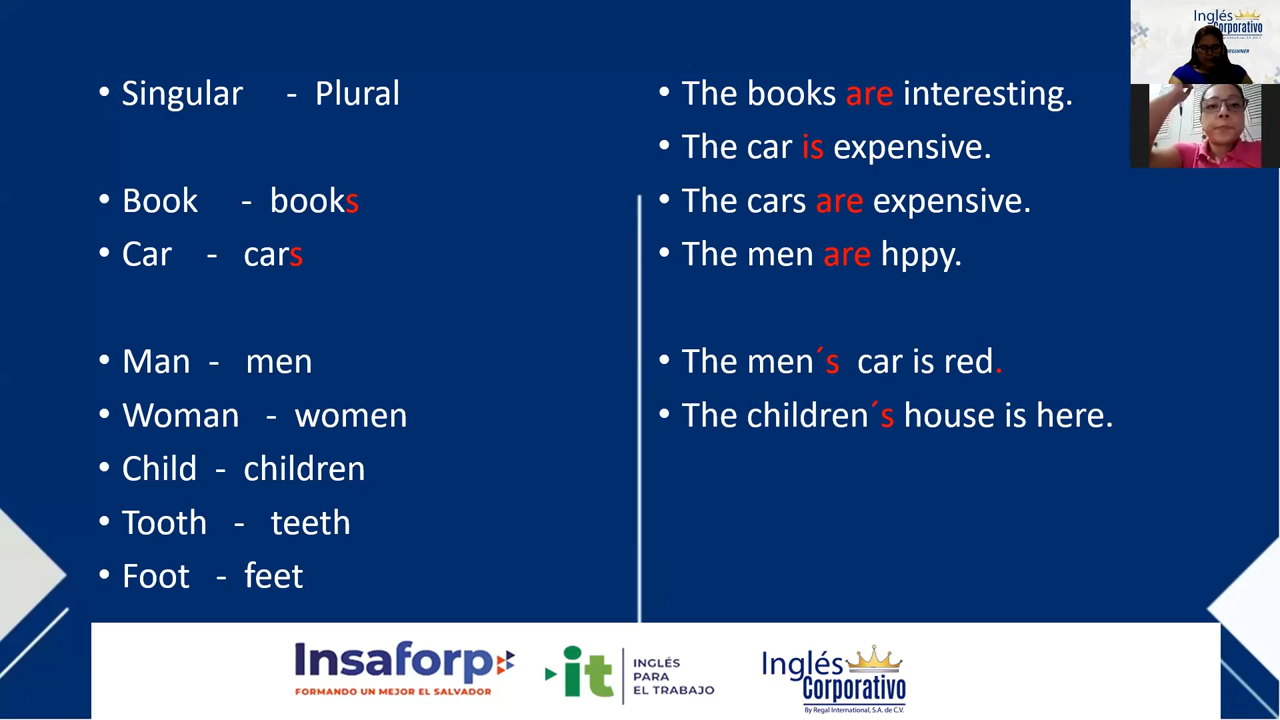 • Singular - Plural
• Book - books
• Car - cars
• Man - men
• Woman - women
• Child - children
• Tooth - teeth
• Foot - feet
• The books are interesting.
• The car is expensive.
• The cars are expensive.
• The men are hppy.
• The men´s car is red.
• The children´s house is here.
Inglés
Corporativo
BEGINNER
Insaforp
FORMANDO UN MEJOR EL SALVADOR
it
INGLÉS
PARA
EL TRABAJO
Inglés
Corporativo
By Regal International, S.A. de C.V.